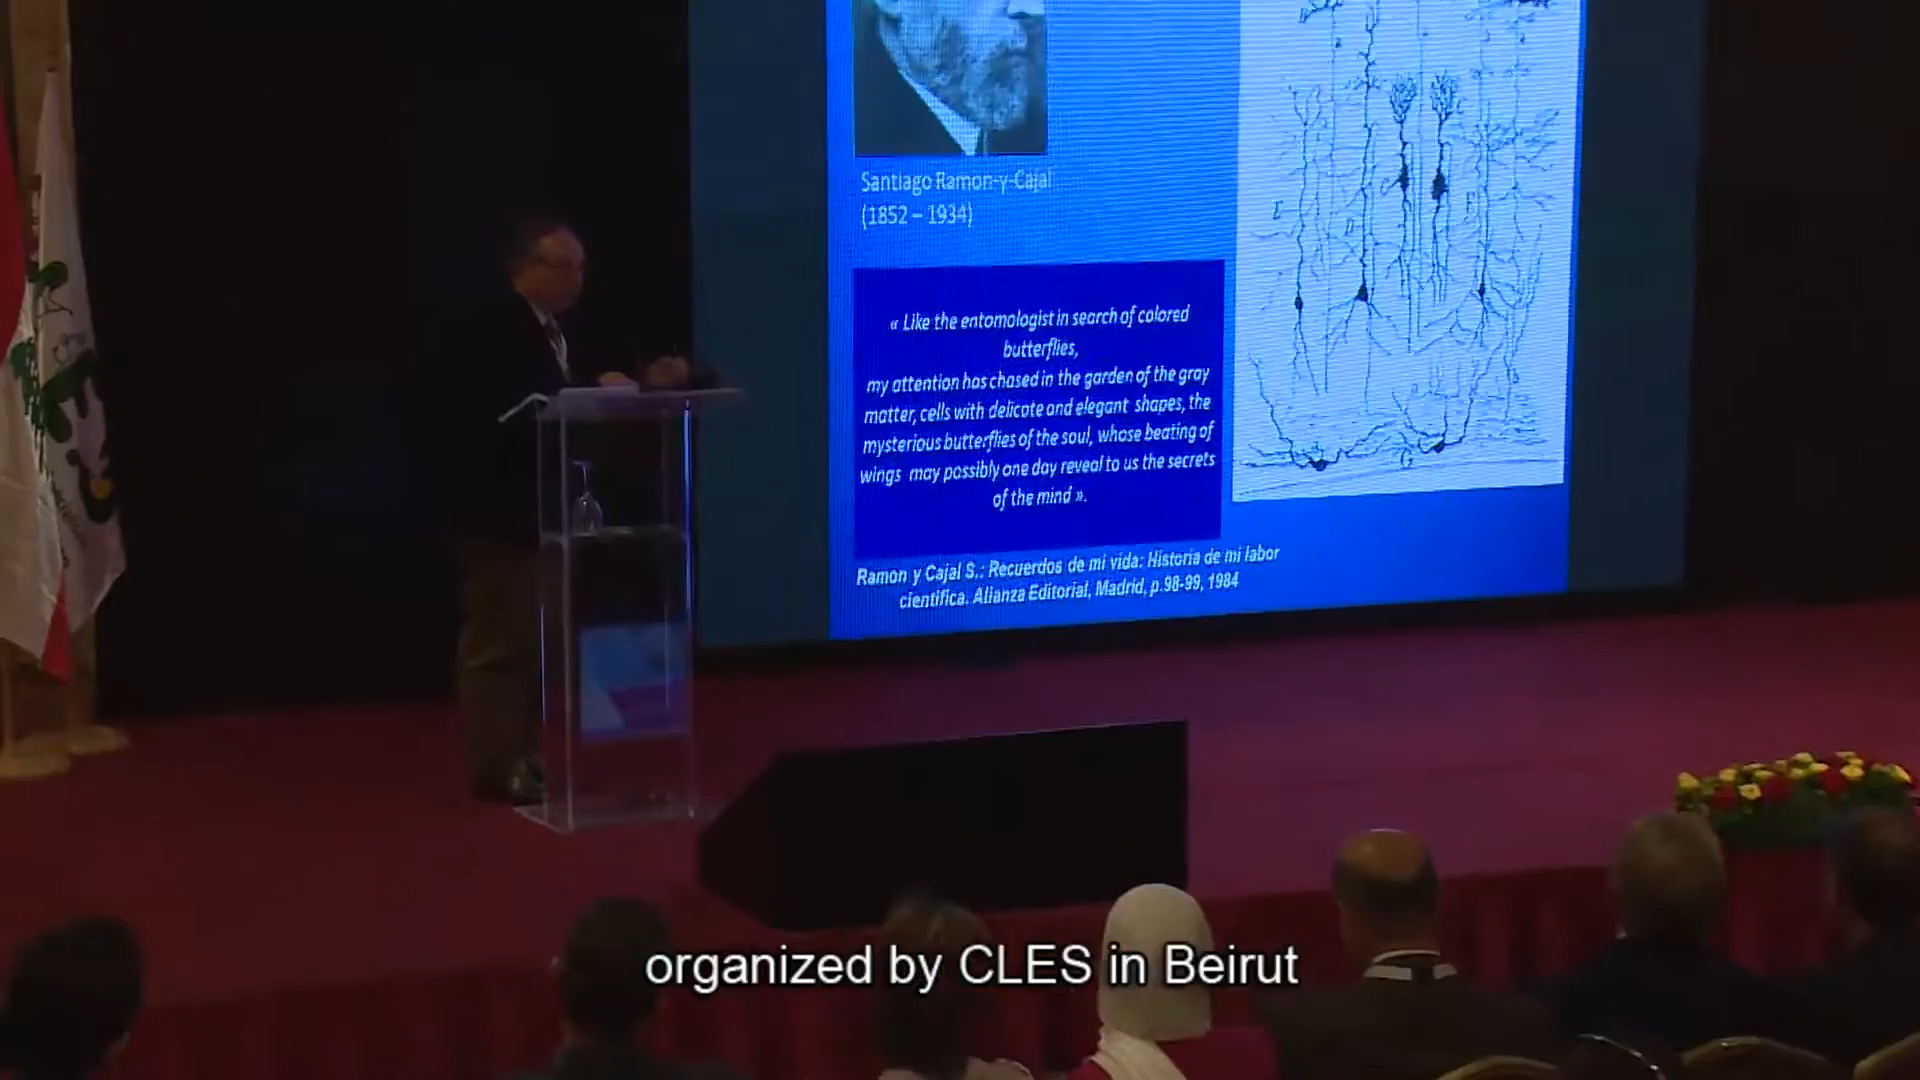 Santiago Ramon-y-Cajal
(1852 – 1934)
« Like the entomologist in search of colored
butterflies,
my attention has chased in the garden of the gray
matter, cells with delicate and elegant shapes, the
mysterious butterflies of the soul, whose beating of
wings may possibly one day reveal to us the secrets
of the mind ».
Ramon y Cajal S.: Recuerdos de mi vida: Historia de mi labor
cientifica. Alianza Editorial, Madrid, p.98-99, 1984
organized by CLES in Beirut